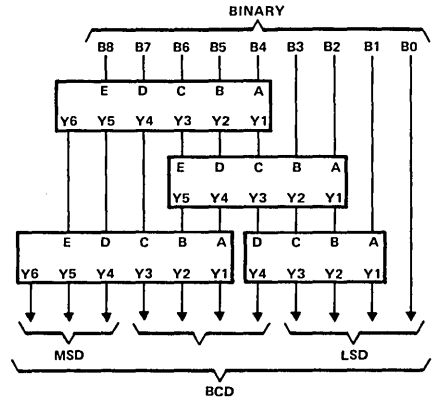 BINARY
B8 B7 B6 B5 B4 B3 B2 B1 B0
E D C B A
Y6 Y5 Y4 Y3 Y2 Y1
E D C B A
Y5 Y4 Y3 Y2 Y1
E D C B A D C B A
Y6 Y5 Y4 Y3 Y2 Y1 Y4 Y3 Y2 Y1
MSD LSD
BCD